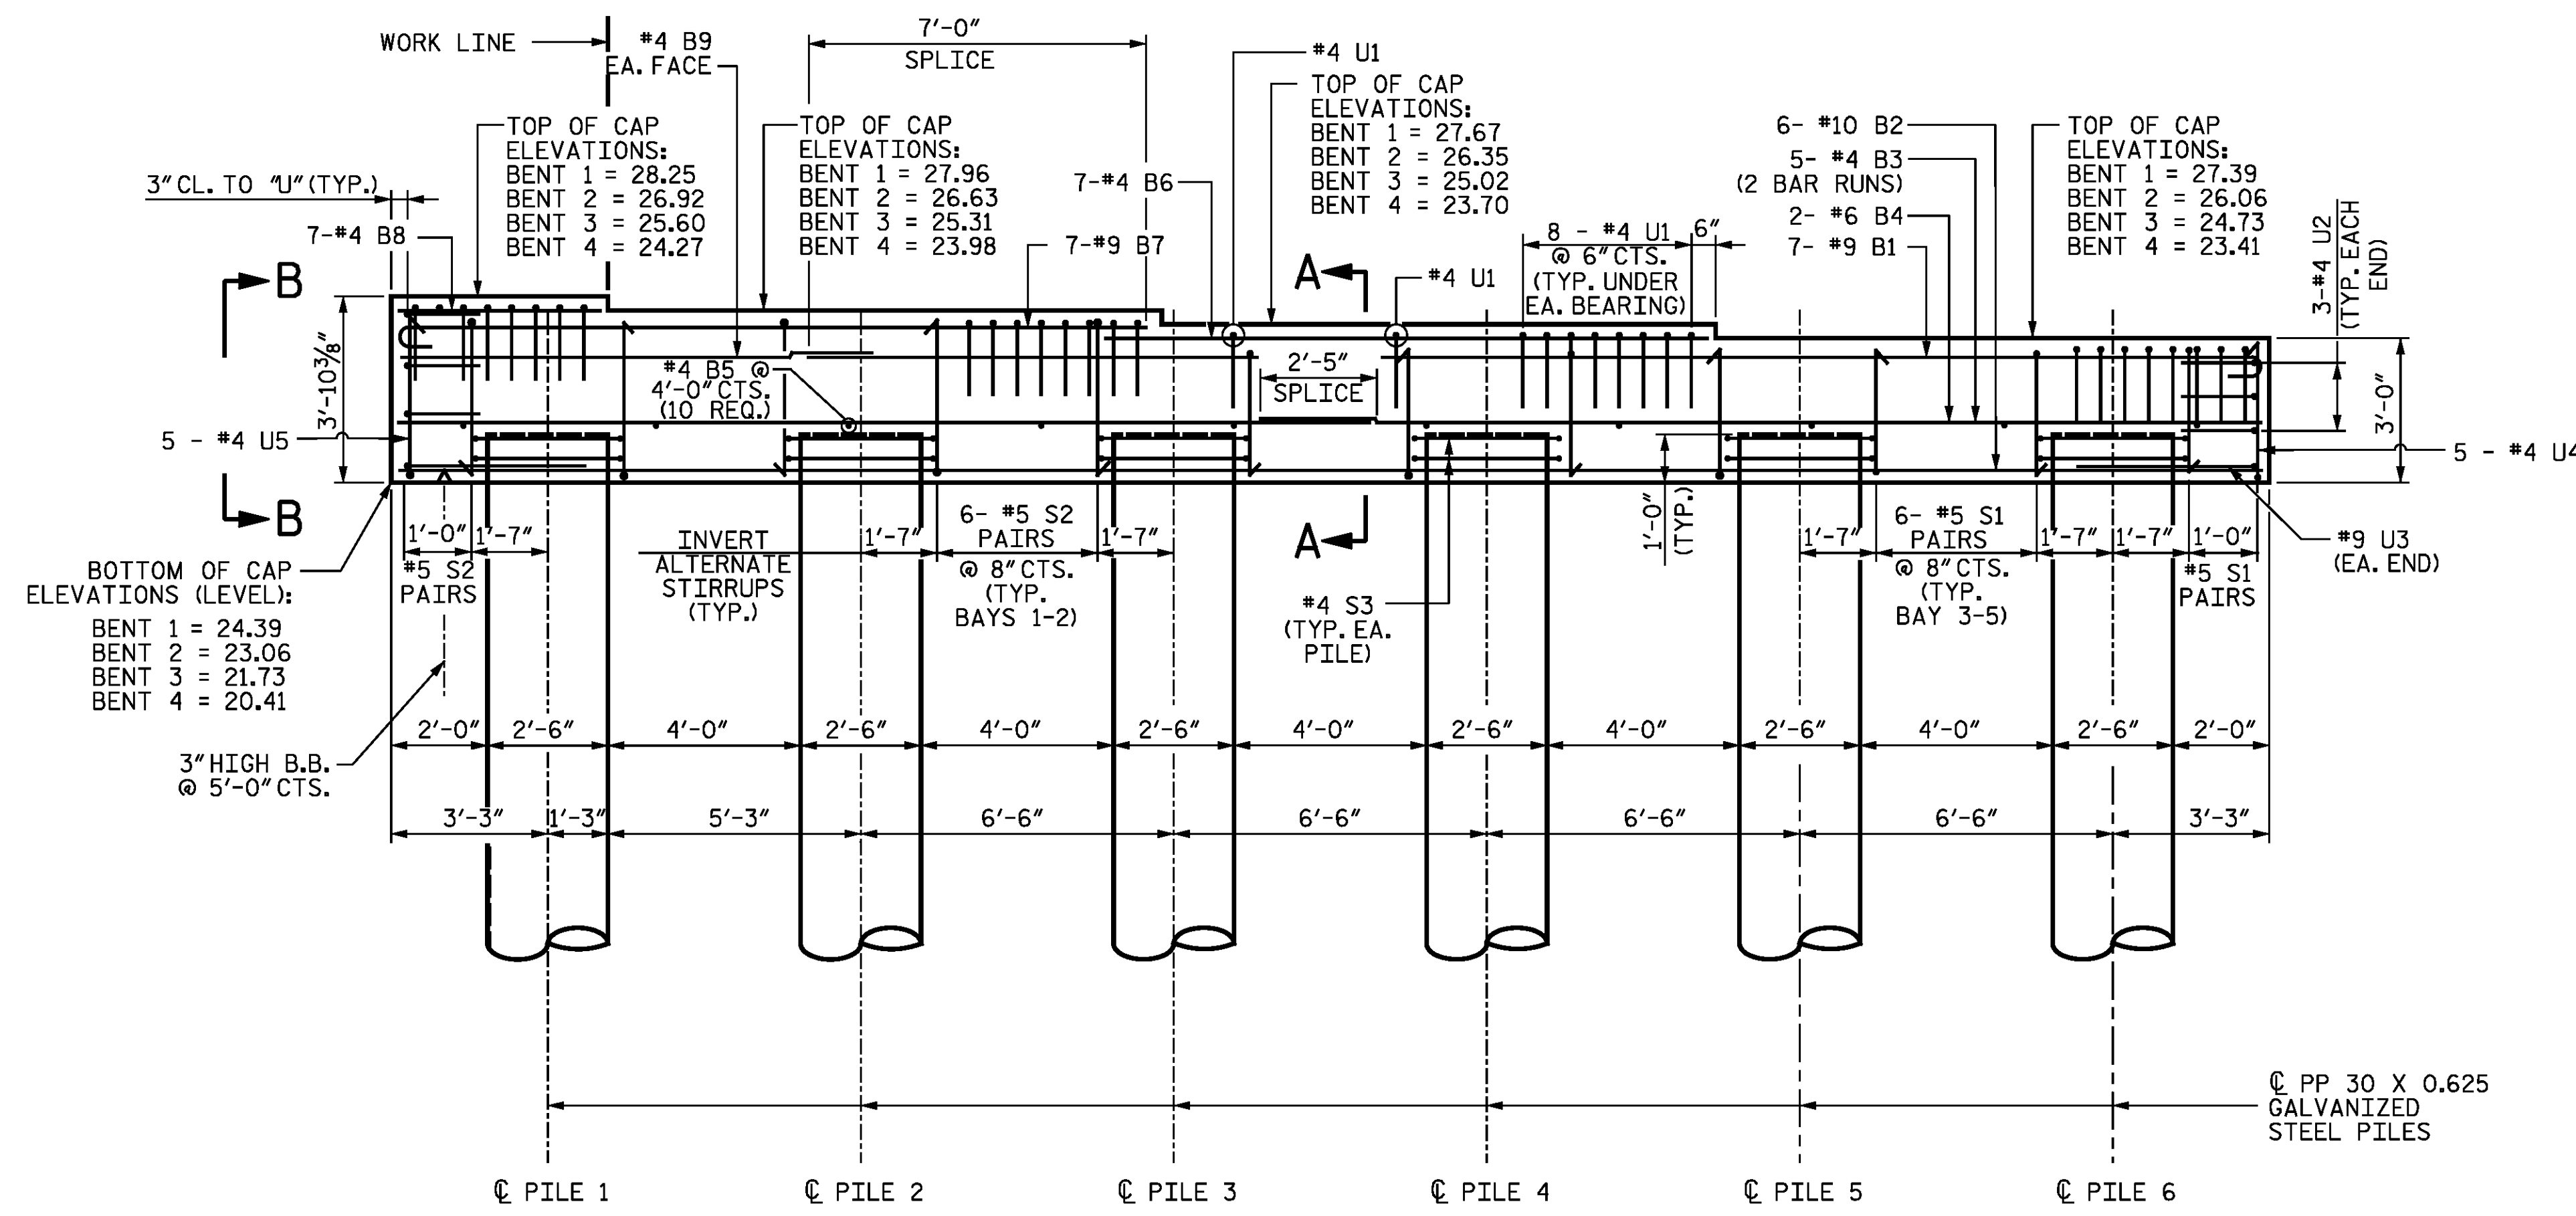 WORK LINE
#4 B9
EA. FACE
7'-0"
SPLICE
#4 U1
TOP OF CAP
ELEVATIONS:
BENT 1 = 28.25
BENT 2 = 26.92
BENT 3 = 25.60
BENT 4 = 24.27
TOP OF CAP
ELEVATIONS:
BENT 1 = 27.96
BENT 2 = 26.63
BENT 3 = 25.31
BENT 4 = 23.98
TOP OF CAP
ELEVATIONS:
BENT 1 = 27.67
BENT 2 = 26.35
BENT 3 = 25.02
BENT 4 = 23.70
6- #10 B2
5- #4 B3
(2 BAR RUNS)
2- #6 B4
7- #9 B1
TOP OF CAP
ELEVATIONS:
BENT 1 = 27.39
BENT 2 = 26.06
BENT 3 = 24.73
BENT 4 = 23.41
3" CL. TO "U" (TYP.)
7-#4 B8
7-#4 B6
7-#9 B7
8 - #4 U1
@ 6" CTS.
(TYP. UNDER
EA. BEARING)
6"
3-#4 U2
(TYP. EACH
END)
B
A
#4 U1
3'-10 3/8"
#4 B5 @
4'-0" CTS.
(10 REQ.)
2'-5"
SPLICE
3'-0"
5 - #4 U5
5 - #4 U4
B
A
1'-0"
1'-7"
#5 S2
PAIRS
INVERT
ALTERNATE
STIRRUPS
(TYP.)
1'-7"
6- #5 S2
PAIRS
@ 8" CTS.
(TYP.
BAYS 1-2)
1'-7"
#4 S3
(TYP. EA.
PILE)
1'-0"
(TYP.)
1'-7"
6- #5 S1
PAIRS
@ 8" CTS.
(TYP.
BAY 3-5)
1'-7"
1'-7"
1'-0"
#5 S1
PAIRS
#9 U3
(EA. END)
BOTTOM OF CAP
ELEVATIONS (LEVEL):
BENT 1 = 24.39
BENT 2 = 23.06
BENT 3 = 21.73
BENT 4 = 20.41
3" HIGH B.B.
@ 5'-0" CTS.
2'-0"
2'-6"
4'-0"
2'-6"
4'-0"
2'-6"
4'-0"
2'-6"
4'-0"
2'-6"
4'-0"
2'-6"
2'-0"
3'-3"
1'-3"
5'-3"
6'-6"
6'-6"
6'-6"
6'-6"
3'-3"
℄ PP 30 X 0.625
GALVANIZED
STEEL PILES
℄ PILE 1
℄ PILE 2
℄ PILE 3
℄ PILE 4
℄ PILE 5
℄ PILE 6